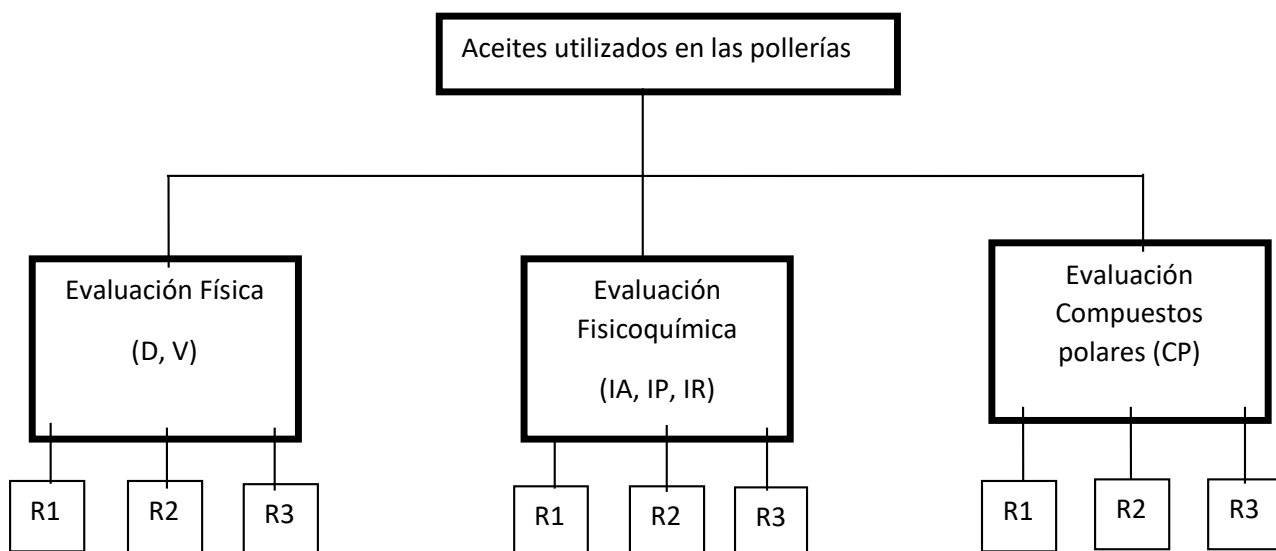 Aceites utilizados en las pollerías
Evaluación Física
(D, V)
Evaluación
Fisicoquímica
(IA, IP, IR)
Evaluación
Compuestos
polares (CP)
R1
R2
R3
R1
R2
R3
R1
R2
R3